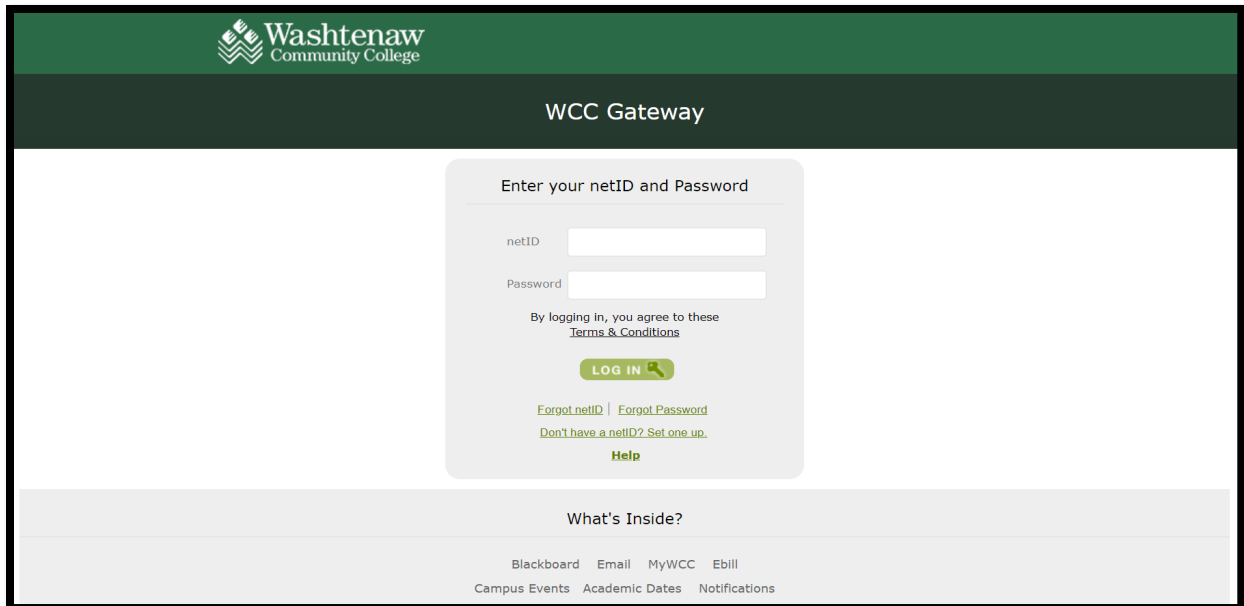 Washtenaw
Community College
WCC Gateway
Enter your netID and Password
netID
Password
By logging in, you agree to these
Terms & Conditions
LOG IN
Forgot netID | Forgot Password
Don't have a netID? Set one up.
Help
What's Inside?
Blackboard Email MyWCC Ebill
Campus Events Academic Dates Notifications